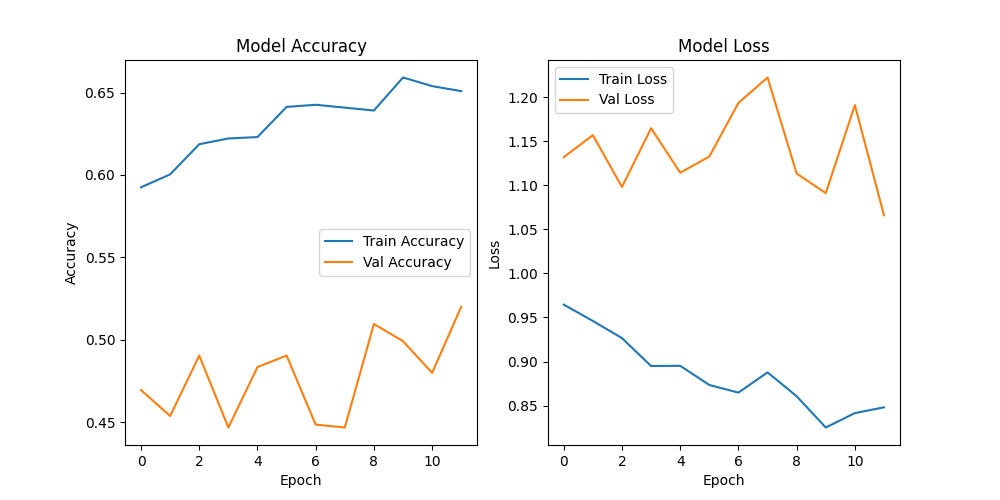 Model Accuracy
Accuracy
0.65
0.60
0.55
0.50
0.45
Train Accuracy
Val Accuracy
0 2 4 6 8 10
Epoch
Model Loss
Loss
1.20
1.15
1.10
1.05
1.00
0.95
0.90
0.85
Train Loss
Val Loss
0 2 4 6 8 10
Epoch